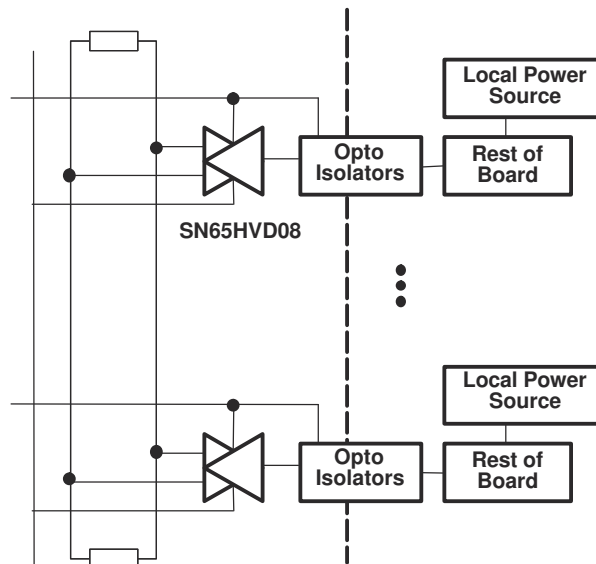 Local Power
Source
Opto
Isolators
Rest of
Board
SN65HVD08
Local Power
Source
Opto
Isolators
Rest of
Board